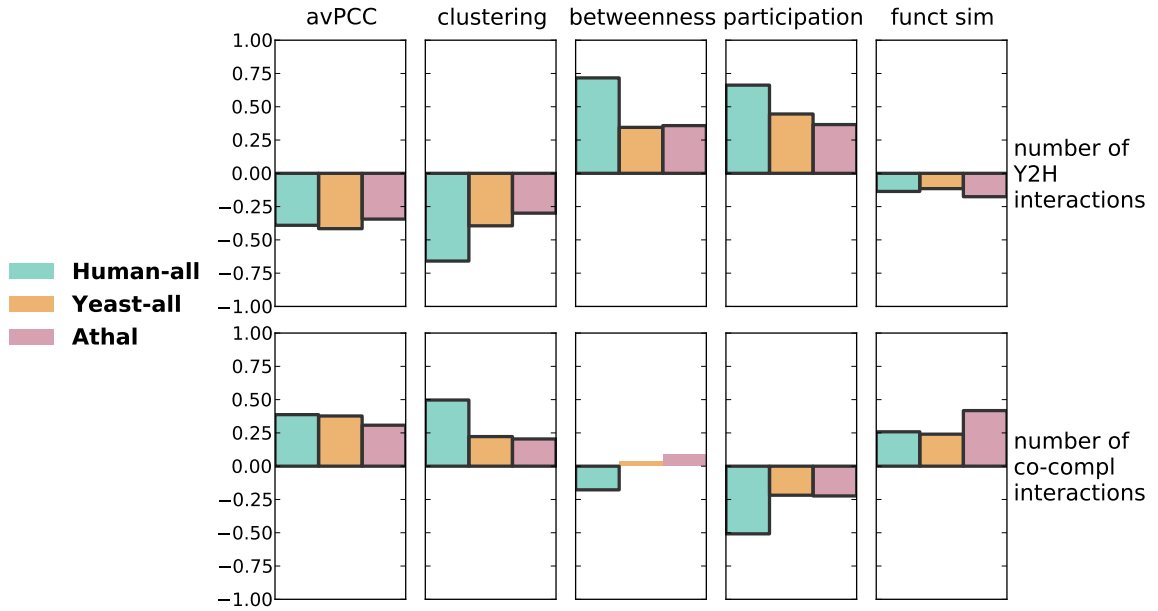 avPCC clustering betweenness participation funct sim
1.00
0.75
0.50
0.25
0.00
−0.25
−0.50
−0.75
−1.00
number of
Y2H
interactions
Human-all
Yeast-all
Athal
1.00
0.75
0.50
0.25
0.00
−0.25
−0.50
−0.75
−1.00
number of
co-compl
interactions